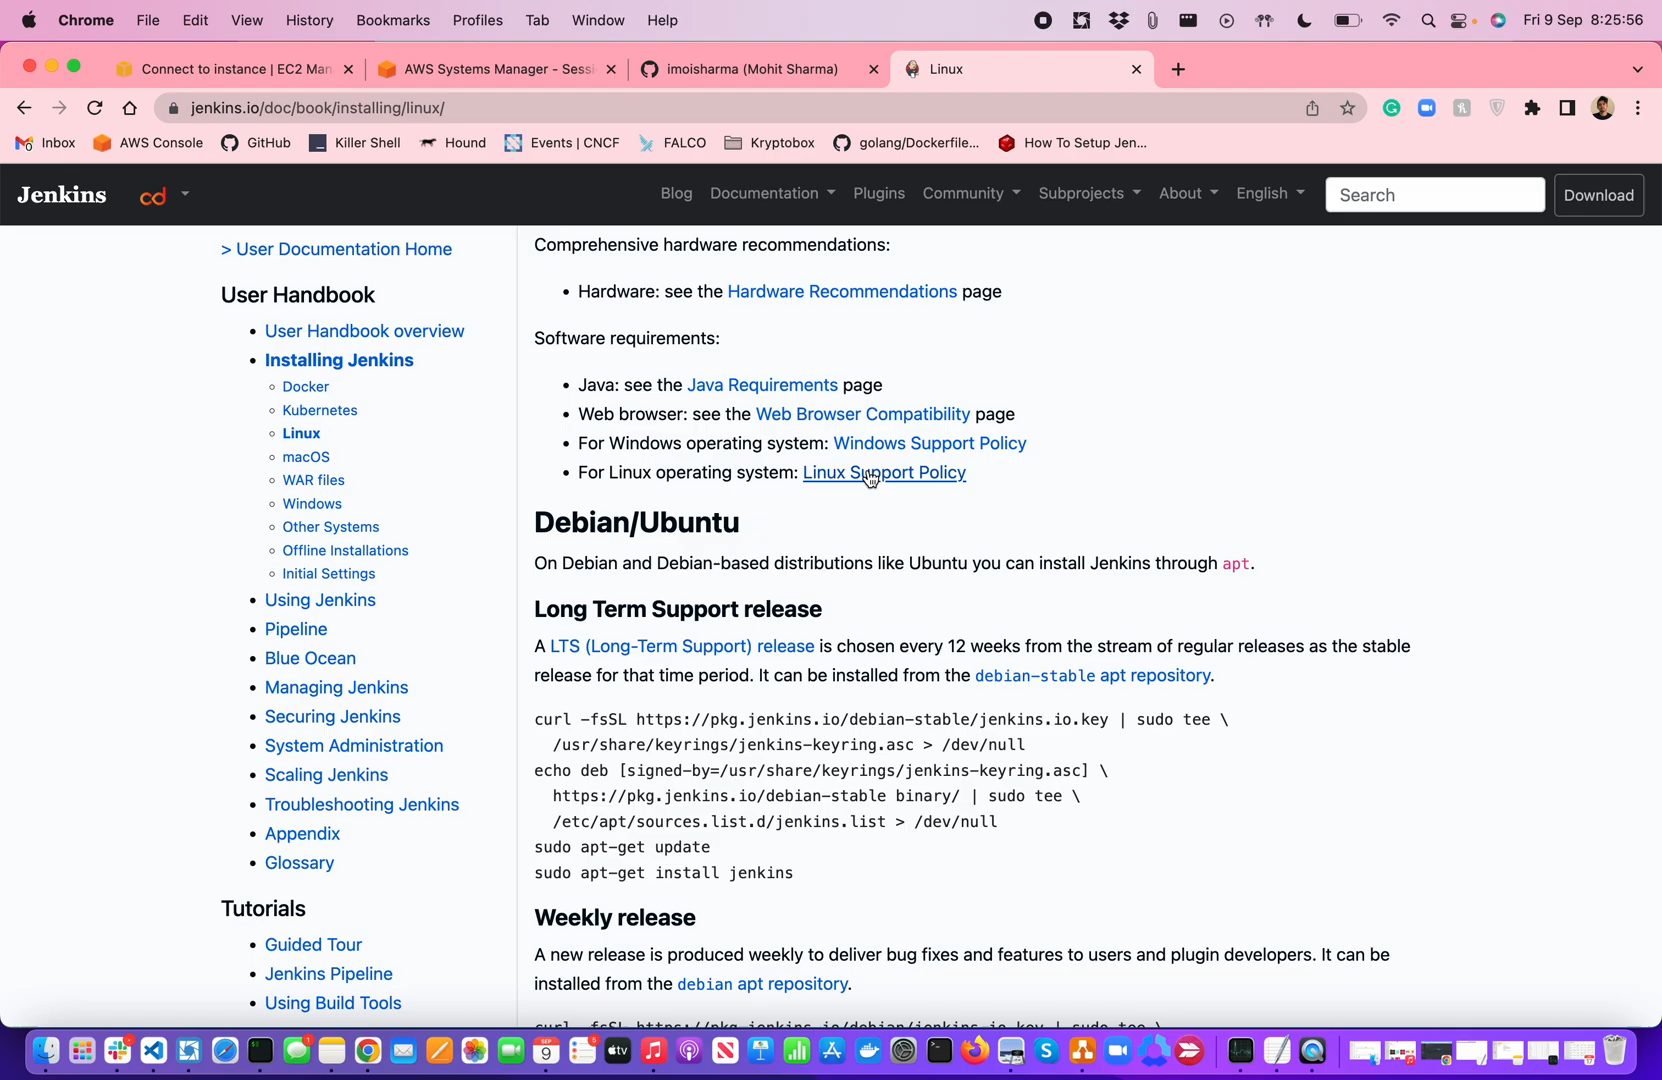 Chrome File Edit View History Bookmarks Profiles Tab Window Help Fri 9 Sep 8:25:56
Connect to instance | EC2 Man AWS Systems Manager - Sessi imoisharma (Mohit Sharma) Linux
jenkins.io/doc/book/installing/linux/
Inbox AWS Console GitHub Killer Shell Hound Events | CNCF FALCO Kryptobox golang/Dockerfile... How To Setup Jen...
Jenkins cd Blog Documentation Plugins Community Subprojects About English Search Download
> User Documentation Home
User Handbook
• User Handbook overview
• Installing Jenkins
Docker
Kubernetes
Linux
macOS
WAR files
Windows
Other Systems
Offline Installations
Initial Settings
• Using Jenkins
• Pipeline
• Blue Ocean
• Managing Jenkins
• Securing Jenkins
• System Administration
• Scaling Jenkins
• Troubleshooting Jenkins
• Appendix
• Glossary
Tutorials
• Guided Tour
• Jenkins Pipeline
• Using Build Tools
Comprehensive hardware recommendations:
• Hardware: see the Hardware Recommendations page
Software requirements:
• Java: see the Java Requirements page
• Web browser: see the Web Browser Compatibility page
• For Windows operating system: Windows Support Policy
• For Linux operating system: Linux Support Policy
Debian/Ubuntu
On Debian and Debian-based distributions like Ubuntu you can install Jenkins through apt.
Long Term Support release
A LTS (Long-Term Support) release is chosen every 12 weeks from the stream of regular releases as the stable
release for that time period. It can be installed from the debian-stable apt repository.
curl -fsSL https://pkg.jenkins.io/debian-stable/jenkins.io.key | sudo tee \
/usr/share/keyrings/jenkins-keyring.asc > /dev/null
echo deb [signed-by=/usr/share/keyrings/jenkins-keyring.asc] \
https://pkg.jenkins.io/debian-stable binary/ | sudo tee \
/etc/apt/sources.list.d/jenkins.list > /dev/null
sudo apt-get update
sudo apt-get install jenkins
Weekly release
A new release is produced weekly to deliver bug fixes and features to users and plugin developers. It can be
installed from the debian apt repository.
curl -fsSL https://pkg.jenkins.io/debian/jenkins.io.key | sudo tee \